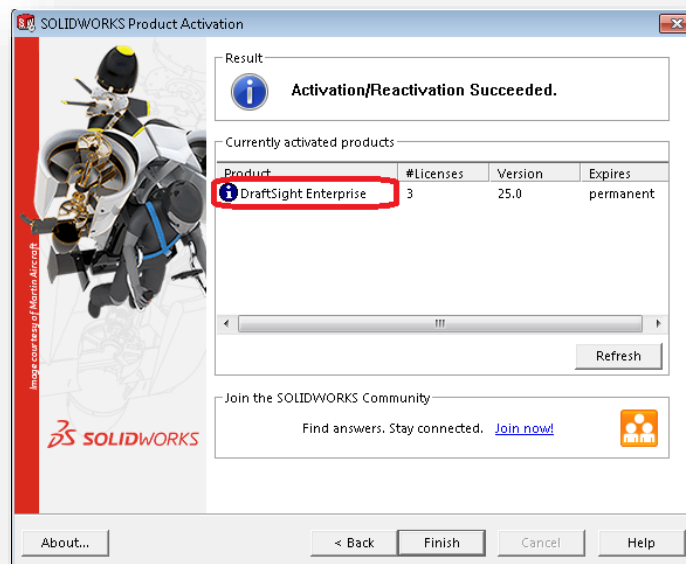 SOLIDWORKS Product Activation
Result
Activation/Reactivation Succeeded.
Currently activated products
Product #Licenses Version Expires
DraftSight Enterprise 3 25.0 permanent
Refresh
Join the SOLIDWORKS Community
Find answers. Stay connected. Join now!
Image courtesy of Martin Aircraft
SOLIDWORKS
About... < Back Finish Cancel Help